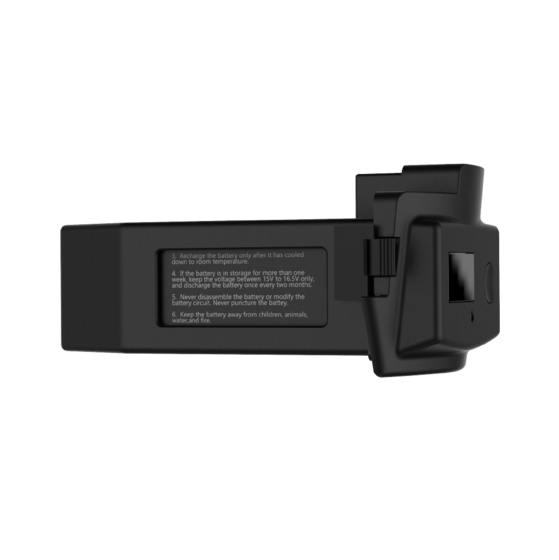 3. Recharge the battery only after it has cooled
down to room temperature.
4. If the battery is in storage for more than one
week, keep the voltage between 15V to 16.5V only,
and discharge the battery once every two months.
5. Never disassemble the battery or modify the
battery circuit. Never puncture the battey.
6. Keep the battery away from children, animals,
water,and fire.